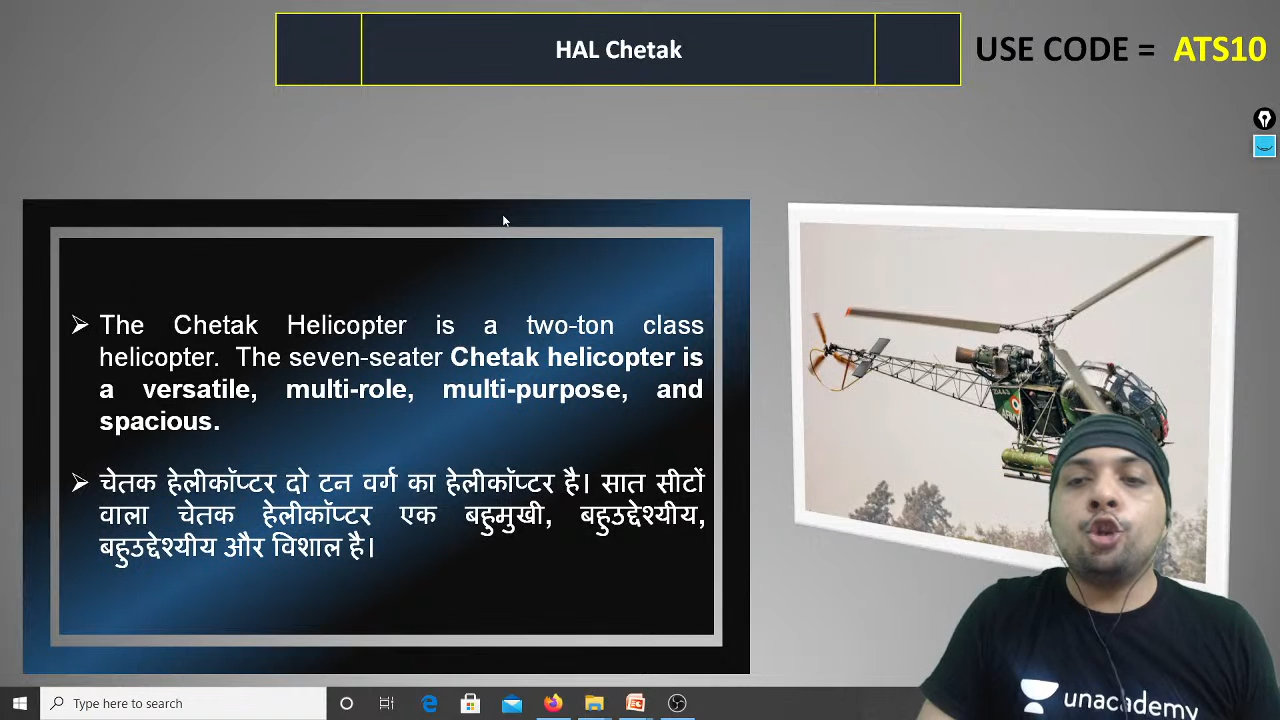 HAL Chetak
USE CODE = ATS10
The Chetak Helicopter is a two-ton class
helicopter. The seven-seater Chetak helicopter is
a versatile, multi-role, multi-purpose, and
spacious.
चेतक हेलीकॉप्टर दो टन वर्ग का हेलीकॉप्टर है। सात सीटों
वाला चेतक हेलीकॉप्टर एक बहुमुखी, बहुउद्देश्यीय,
बहुउद्देश्यीय और विशाल है।
ARMY
unacademy
Type here to search